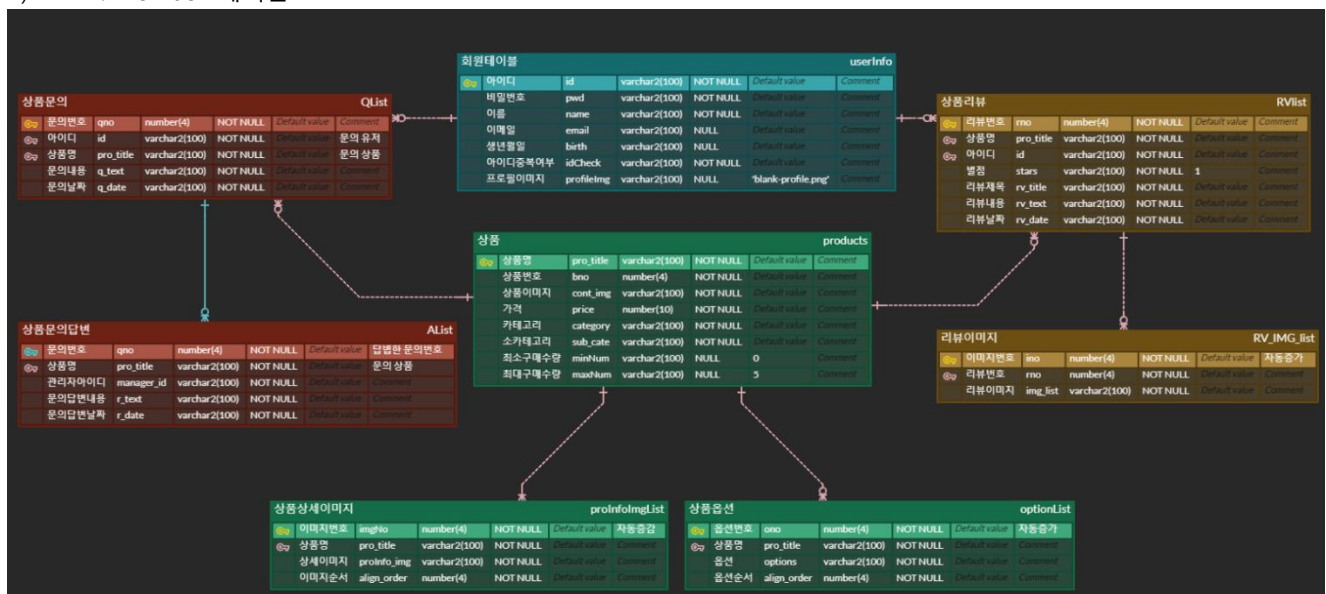 회원테이블 userInfo
아이디 id varchar2(100) NOT NULL Default value Comment
비밀번호 pwd varchar2(100) NOT NULL Default value Comment
이름 name varchar2(100) NOT NULL Default value Comment
이메일 email varchar2(100) NULL Default value Comment
생년월일 birth varchar2(100) NULL Default value Comment
아이디중복여부 idCheck varchar2(100) NOT NULL Default value Comment
프로필이미지 profileImg varchar2(100) NULL 'blank-profile.png' Comment
상품문의 QList
문의번호 qno number(4) NOT NULL Default value Comment
아이디 id varchar2(100) NOT NULL Default value 문의 유저
상품명 pro_title varchar2(100) NOT NULL Default value 문의 상품
문의내용 q_text varchar2(100) NOT NULL Default value Comment
문의날짜 q_date varchar2(100) NOT NULL Default value Comment
상품리뷰 RVlist
리뷰번호 rno number(4) NOT NULL Default value Comment
상품명 pro_title varchar2(100) NOT NULL Default value Comment
아이디 id varchar2(100) NOT NULL Default value Comment
별점 stars varchar2(100) NOT NULL 1 Comment
리뷰제목 rv_title varchar2(100) NOT NULL Default value Comment
리뷰내용 rv_text varchar2(100) NOT NULL Default value Comment
리뷰날짜 rv_date varchar2(100) NOT NULL Default value Comment
상품 products
상품명 pro_title varchar2(100) NOT NULL Default value Comment
상품번호 bno number(4) NOT NULL Default value Comment
상품이미지 cont_img varchar2(100) NOT NULL Default value Comment
가격 price number(10) NOT NULL Default value Comment
카테고리 category varchar2(100) NOT NULL Default value Comment
소카테고리 sub_cate varchar2(100) NOT NULL Default value Comment
최소구매수량 minNum varchar2(100) NULL 0 Comment
최대구매수량 maxNum varchar2(100) NULL 5 Comment
상품문의답변 AList
문의번호 qno number(4) NOT NULL Default value 답변한 문의번호
상품명 pro_title varchar2(100) NOT NULL Default value 문의 상품
관리자아이디 manager_id varchar2(100) NOT NULL Default value Comment
문의답변내용 r_text varchar2(100) NOT NULL Default value Comment
문의답변날짜 r_date varchar2(100) NOT NULL Default value Comment
리뷰이미지 RV_IMG_list
이미지번호 ino number(4) NOT NULL Default value 자동증가
리뷰번호 rno number(4) NOT NULL Default value Comment
리뷰이미지 img_list varchar2(100) NOT NULL Default value Comment
상품상세이미지 proInfoImgList
이미지번호 imgNo number(4) NOT NULL Default value 자동증감
상품명 pro_title varchar2(100) NOT NULL Default value Comment
상세이미지 proInfo_img varchar2(100) NOT NULL Default value Comment
이미지순서 align_order number(4) NOT NULL Default value Comment
상품옵션 optionList
옵션번호 ono number(4) NOT NULL Default value 자동증가
상품명 pro_title varchar2(100) NOT NULL Default value Comment
옵션 options varchar2(100) NOT NULL Default value Comment
옵션순서 align_order number(4) NOT NULL Default value Comment